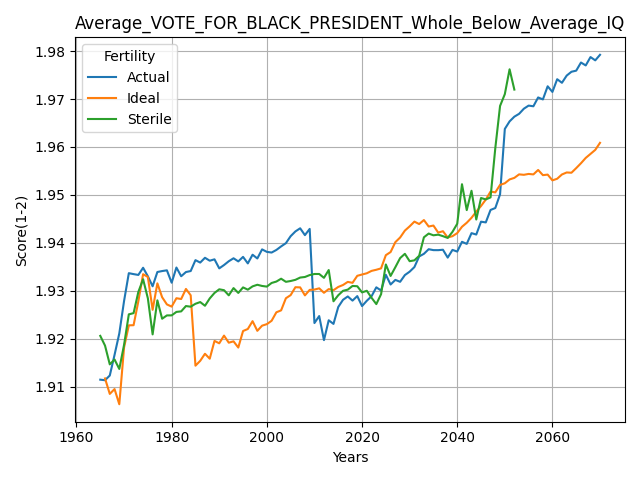 Average_VOTE_FOR_BLACK_PRESIDENT_Whole_Below_Average_IQ
Fertility
Actual
Ideal
Sterile
Score(1-2)
1.98
1.97
1.96
1.95
1.94
1.93
1.92
1.91
1960
1980
2000
2020
2040
2060
Years